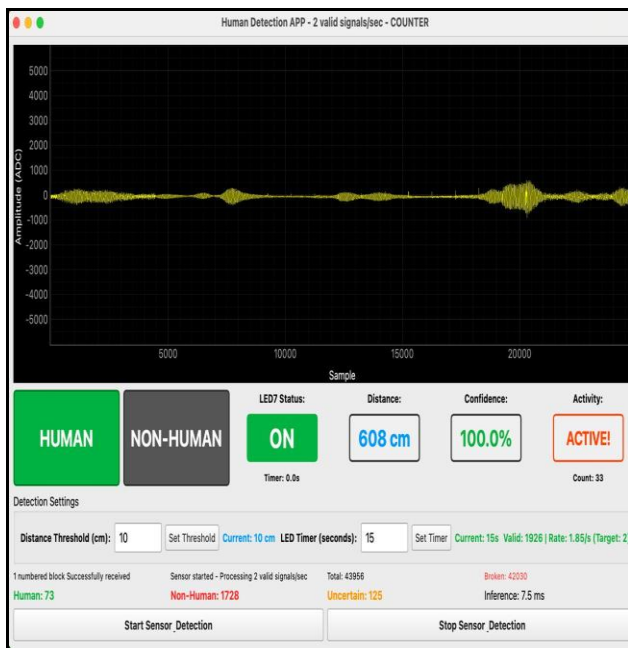 Human Detection APP - 2 valid signals/sec - COUNTER
5000
4000
3000
2000
1000
0
-1000
-2000
-3000
-4000
-5000
Amplitude (ADC)
5000 10000 15000 20000
Sample
HUMAN
NON-HUMAN
LED7 Status:
ON
Timer: 0.0s
Distance:
608 cm
Confidence:
100.0%
Activity:
ACTIVE!
Count: 33
Detection Settings
Distance Threshold (cm): 10 Set Threshold Current: 10 cm LED Timer (seconds): 15 Set Timer Current: 15s Valid: 1926 | Rate: 1.85/s (Target: 2
1 numbered block Successfully received Sensor started - Processing 2 valid signals/sec Total: 43956 Broken: 42030
Human: 73 Non-Human: 1728 Uncertain: 125 Inference: 7.5 ms
Start Sensor_Detection Stop Sensor_Detection